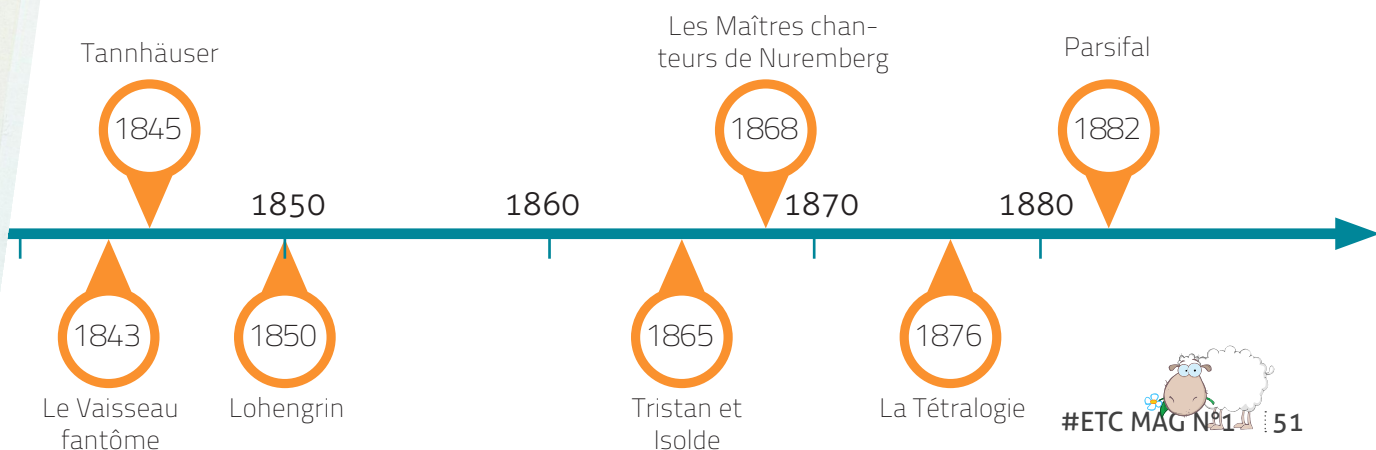 Tannhäuser
1845
Les Maîtres chan-
teurs de Nuremberg
1868
Parsifal
1882
1850
1860
1870
1880
1843
Le Vaisseau
fantôme
1850
Lohengrin
1865
Tristan et
Isolde
1876
La Tétralogie
#ETC MAG N°1
51